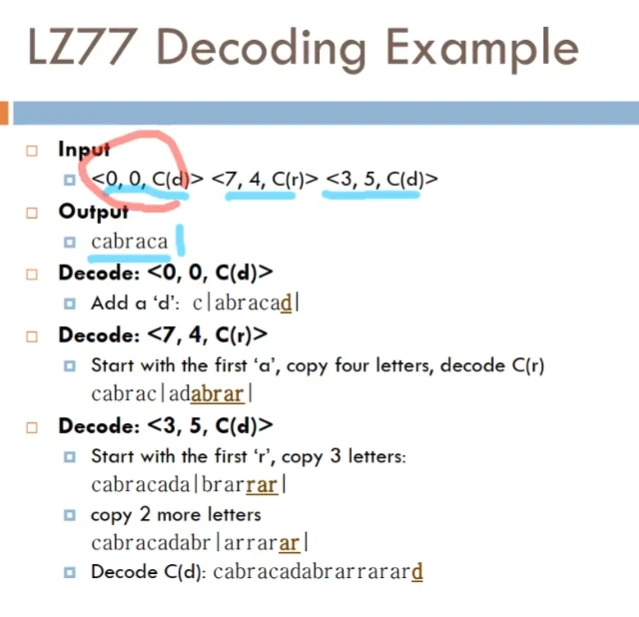 LZ77 Decoding Example
Input
<0, 0, C(d)> <7, 4, C(r)> <3, 5, C(d)>
Output
cabraca
Decode: <0, 0, C(d)>
Add a ‘d’: c|abracad|
Decode: <7, 4, C(r)>
Start with the first ‘a’, copy four letters, decode C(r)
cabrac|adabrar|
Decode: <3, 5, C(d)>
Start with the first ‘r’, copy 3 letters:
cabracada|brarrar|
copy 2 more letters
cabracadabr|arrarar|
Decode C(d): cabracadabrarrarard